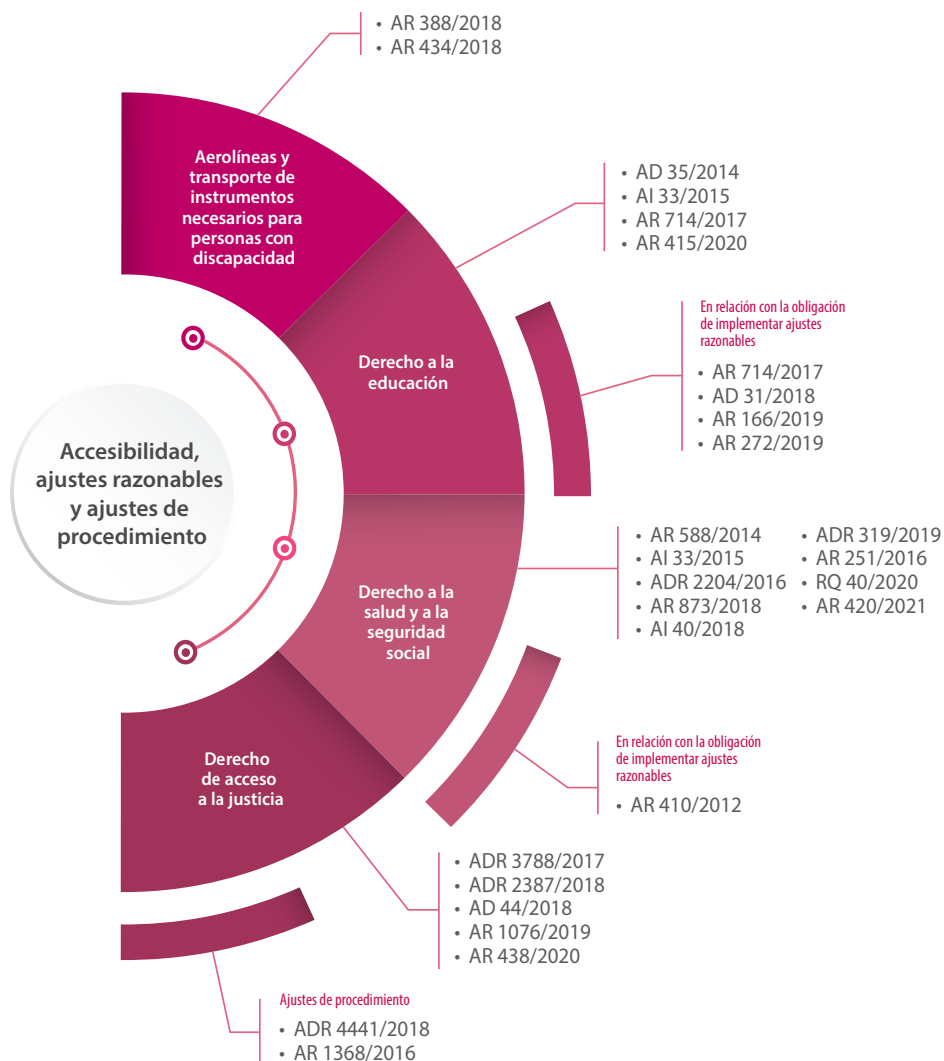 • AR 388/2018
• AR 434/2018
Aerolíneas y
transporte de
instrumentos
necesarios para
personas con
discapacidad
• AD 35/2014
• AI 33/2015
• AR 714/2017
• AR 415/2020
Derecho a la
educación
En relación con la obligación
de implementar ajustes
razonables
• AR 714/2017
• AD 31/2018
• AR 166/2019
• AR 272/2019
Accesibilidad,
ajustes razonables
y ajustes de
procedimiento
Derecho a la
salud y a la
seguridad
social
• AR 588/2014
• AI 33/2015
• ADR 2204/2016
• AR 873/2018
• AI 40/2018
• ADR 319/2019
• AR 251/2016
• RQ 40/2020
• AR 420/2021
En relación con la obligación
de implementar ajustes
razonables
• AR 410/2012
Derecho
de acceso
a la justicia
• ADR 3788/2017
• ADR 2387/2018
• AD 44/2018
• AR 1076/2019
• AR 438/2020
Ajustes de procedimiento
• ADR 4441/2018
• AR 1368/2016